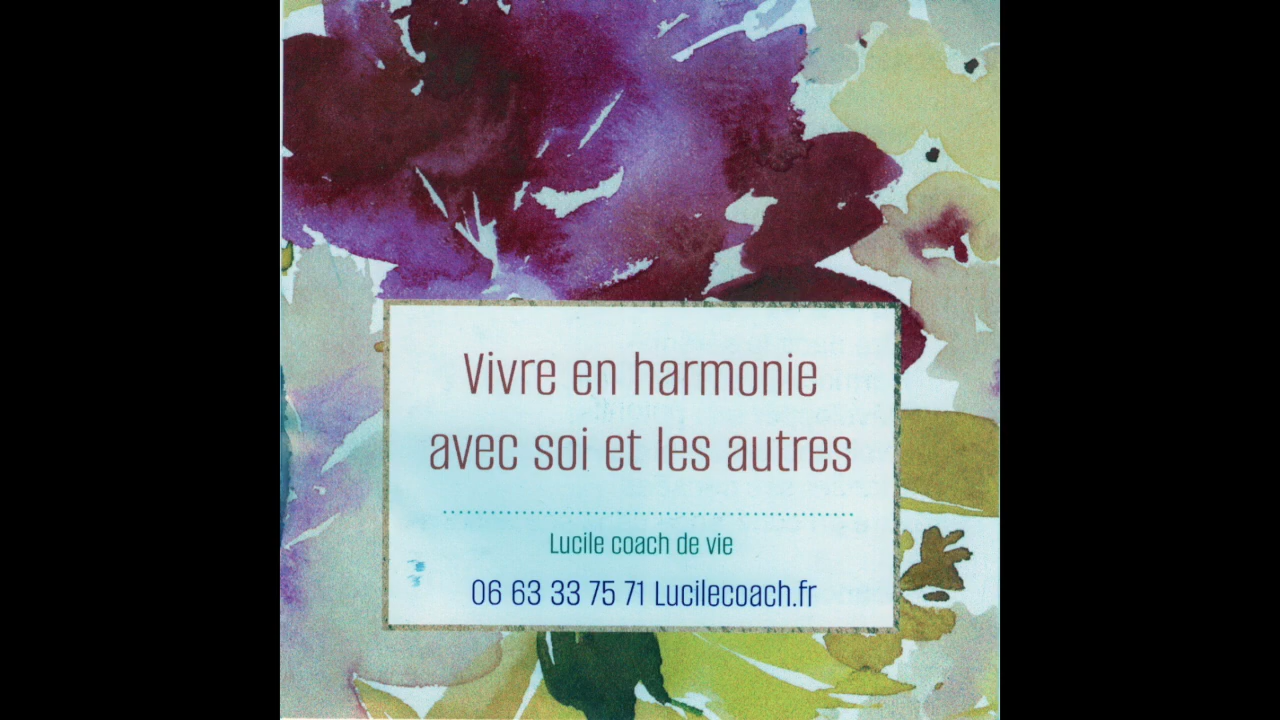 Vivre en harmonie
avec soi et les autres
Lucile coach de vie
06 63 33 75 71 Lucilecoach.fr